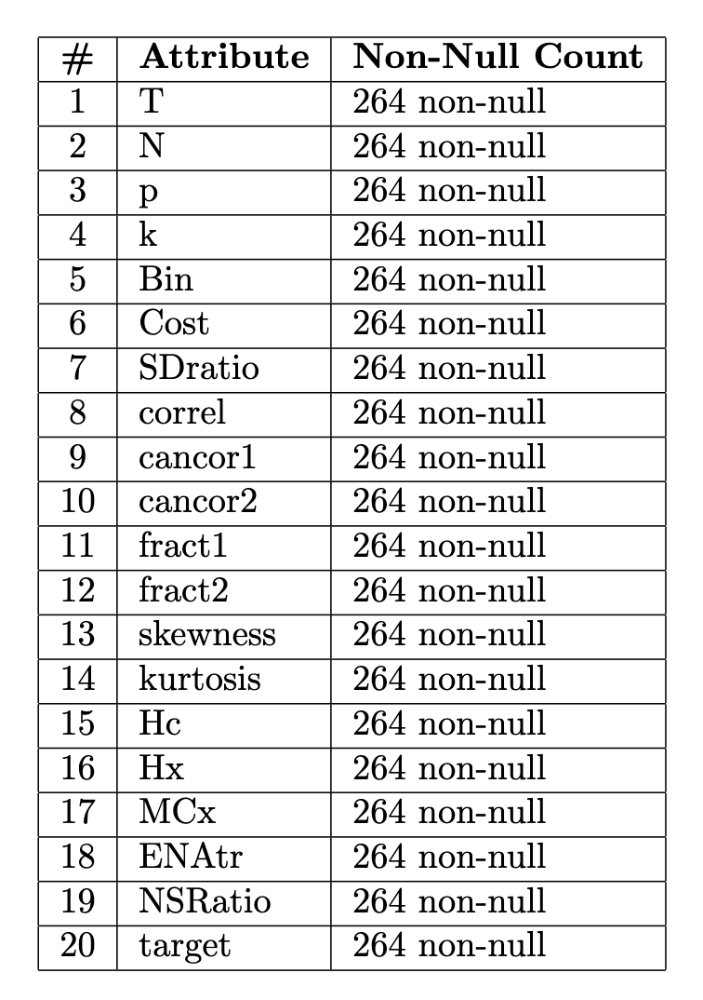 # Attribute Non-Null Count
1 T 264 non-null
2 N 264 non-null
3 p 264 non-null
4 k 264 non-null
5 Bin 264 non-null
6 Cost 264 non-null
7 SDratio 264 non-null
8 correl 264 non-null
9 cancor1 264 non-null
10 cancor2 264 non-null
11 fract1 264 non-null
12 fract2 264 non-null
13 skewness 264 non-null
14 kurtosis 264 non-null
15 Hc 264 non-null
16 Hx 264 non-null
17 MCx 264 non-null
18 ENAtr 264 non-null
19 NSRatio 264 non-null
20 target 264 non-null